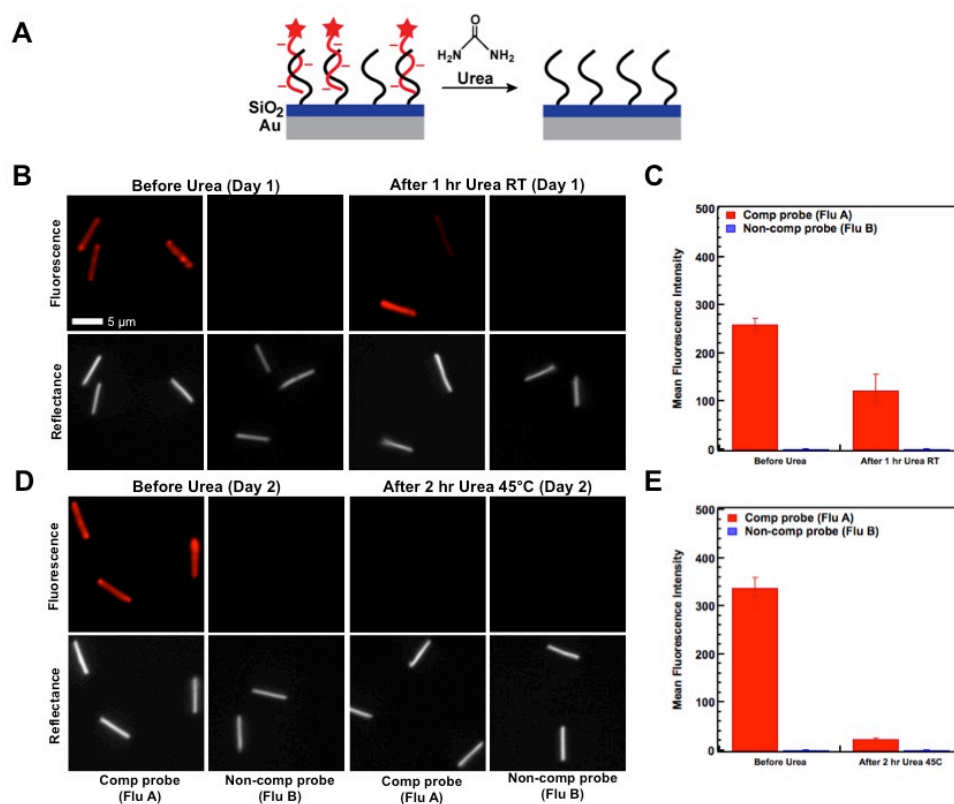 A
O
H₂N NH₂
Urea
SiO₂
Au
B
Before Urea (Day 1) After 1 hr Urea RT (Day 1)
Fluorescence
5 µm
Reflectance
C
500
400
300
200
100
0
Mean Fluorescence Intensity
Comp probe (Flu A)
Non-comp probe (Flu B)
Before Urea After 1 hr Urea RT
D
Before Urea (Day 2) After 2 hr Urea 45°C (Day 2)
Fluorescence
Reflectance
Comp probe Non-comp probe Comp probe Non-comp probe
(Flu A) (Flu B) (Flu A) (Flu B)
E
500
400
300
200
100
0
Mean Fluorescence Intensity
Comp probe (Flu A)
Non-comp probe (Flu B)
Before Urea After 2 hr Urea 45C